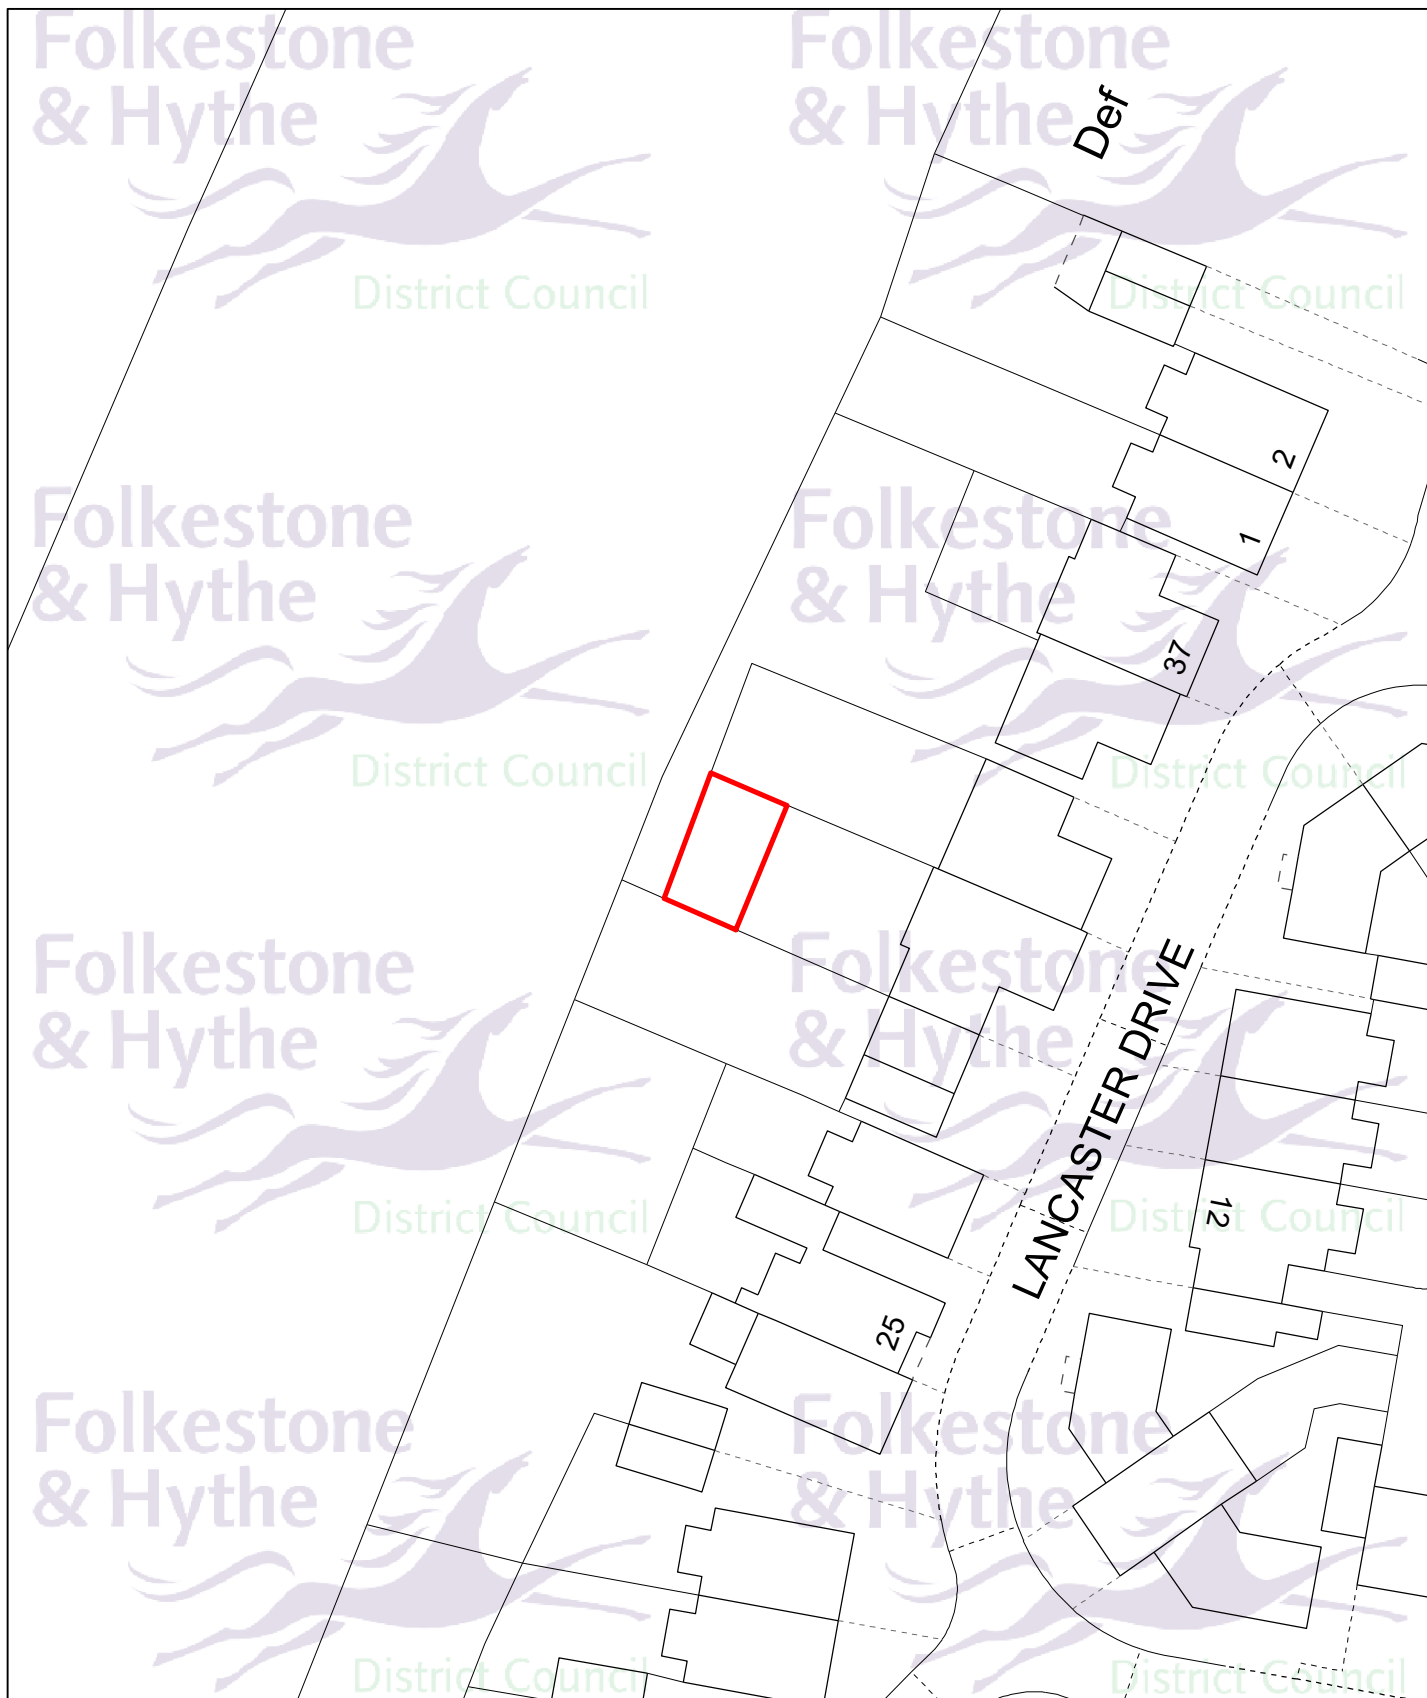 Folkestone
& Hythe
District Council
Folkestone
& Hythe
District Council
Def
2
1
Folkestone
& Hythe
District Council
Folkestone
& Hythe
District Council
37
Folkestone
& Hythe
District Council
Folkestone
& Hythe
District Council
LANCASTER DRIVE
12
25
Folkestone
& Hythe
District Council
Folkestone
& Hythe
District Council